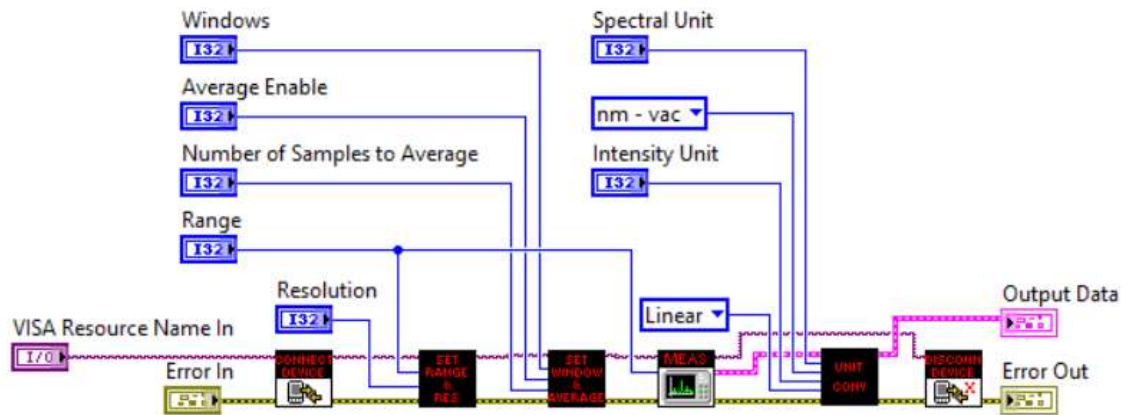 Windows
I32
Spectral Unit
I32
Average Enable
I32
nm - vac
Number of Samples to Average
I32
Intensity Unit
I32
Range
I32
Resolution
I32
Linear
Output Data
VISA Resource Name In
I/O
CONNECT
DEVICE
SET
RANGE
&
RES
SET
WINDOW
&
AVERAGE
MEAS
UNIT
CONV
DISCONN
DEVICE
Error In
Error Out